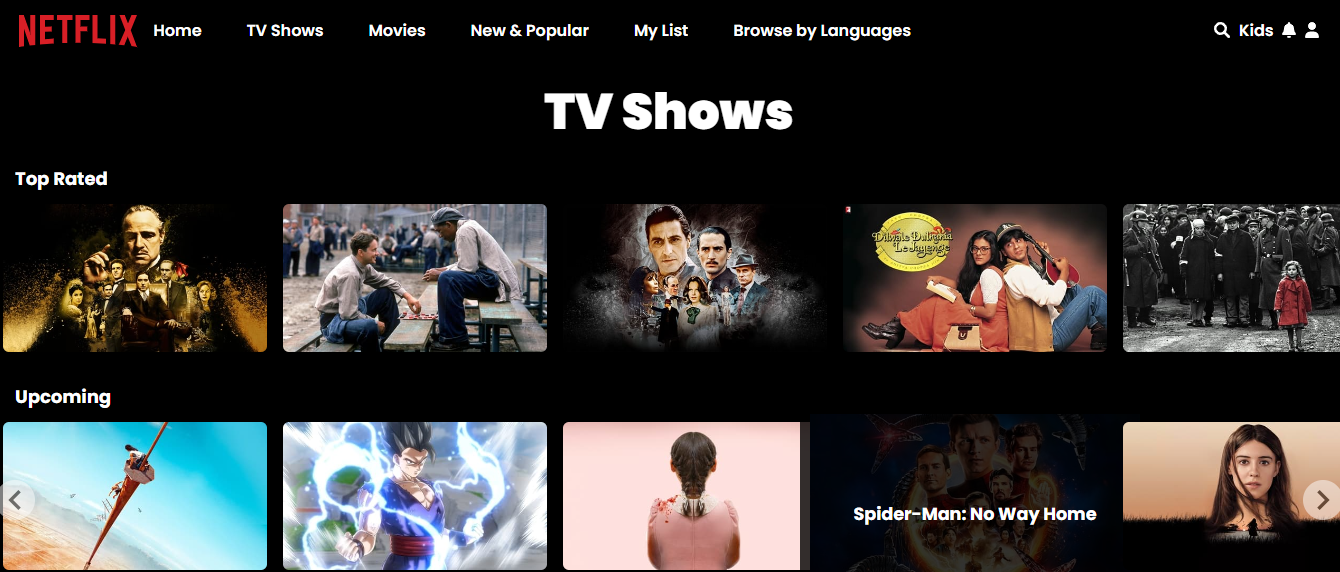 NETFLIX Home TV Shows Movies New & Popular My List Browse by Languages Kids
TV Shows
Top Rated
Dilwale Dulhania
Le Jayenge
Upcoming
Spider-Man: No Way Home